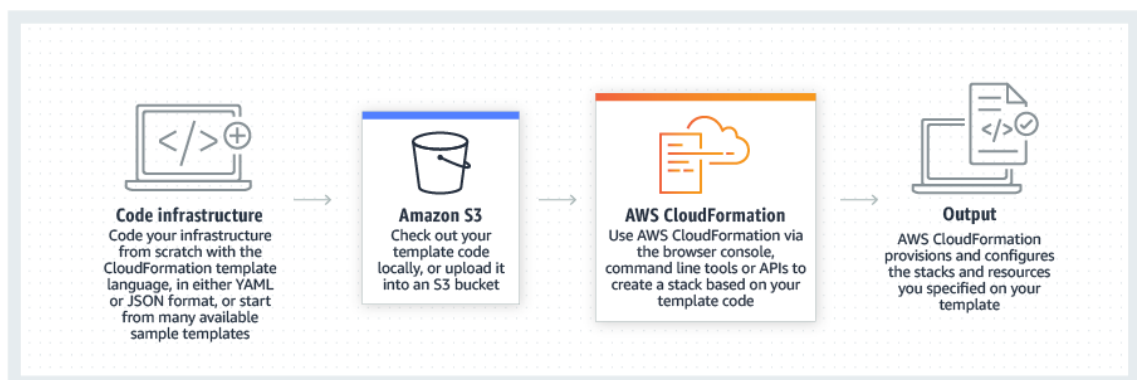 </>
Code infrastructure
Code your infrastructure
from scratch with the
CloudFormation template
language, in either YAML
or JSON format, or start
from many available
sample templates
Amazon S3
Check out your
template code
locally, or upload it
into an S3 bucket
AWS CloudFormation
Use AWS CloudFormation via
the browser console,
command line tools or APIs to
create a stack based on your
template code
</>
Output
AWS CloudFormation
provisions and configures
the stacks and resources
you specified on your
template